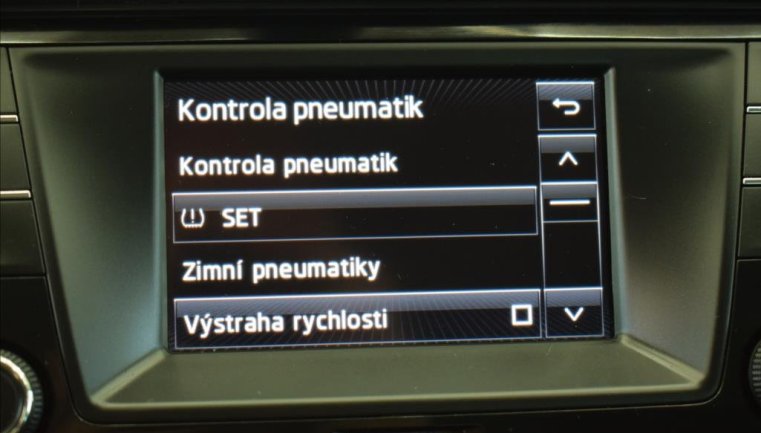 Kontrola pneumatik
Kontrola pneumatik
SET
Zimní pneumatiky
Výstraha rychlosti